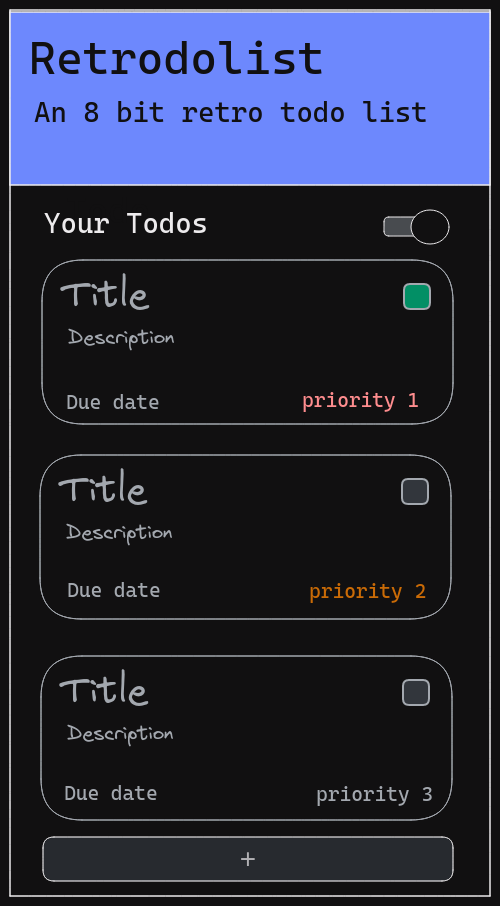 Retrodolist
An 8 bit retro todo list
Your Todos
Title
Description
Due date priority 1
Title
Description
Due date priority 2
Title
Description
Due date priority 3
+